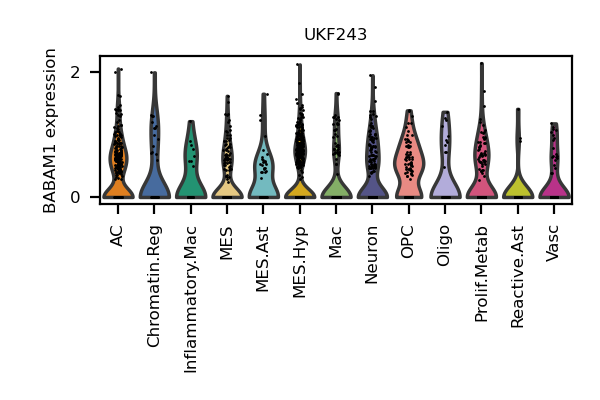 UKF243
BABAM1 expression
2
0
AC
Chromatin.Reg
Inflammatory.Mac
MES
MES.Ast
MES.Hyp
Mac
Neuron
OPC
Oligo
Prolif.Metab
Reactive.Ast
Vasc